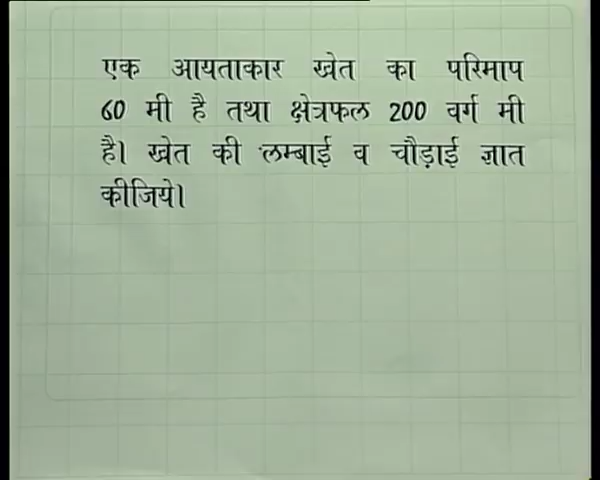 एक आयताकार खेत का परिमाप
60 मी है तथा क्षेत्रफल 200 वर्ग मी
है। खेत की लम्बाई व चौड़ाई ज्ञात
कीजिये।